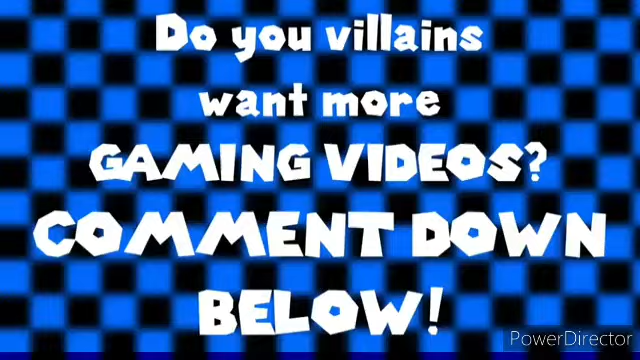 Do you villains
want more
GAMING VIDEOS?
COMMENT DOWN
BELOW!
PowerDirector